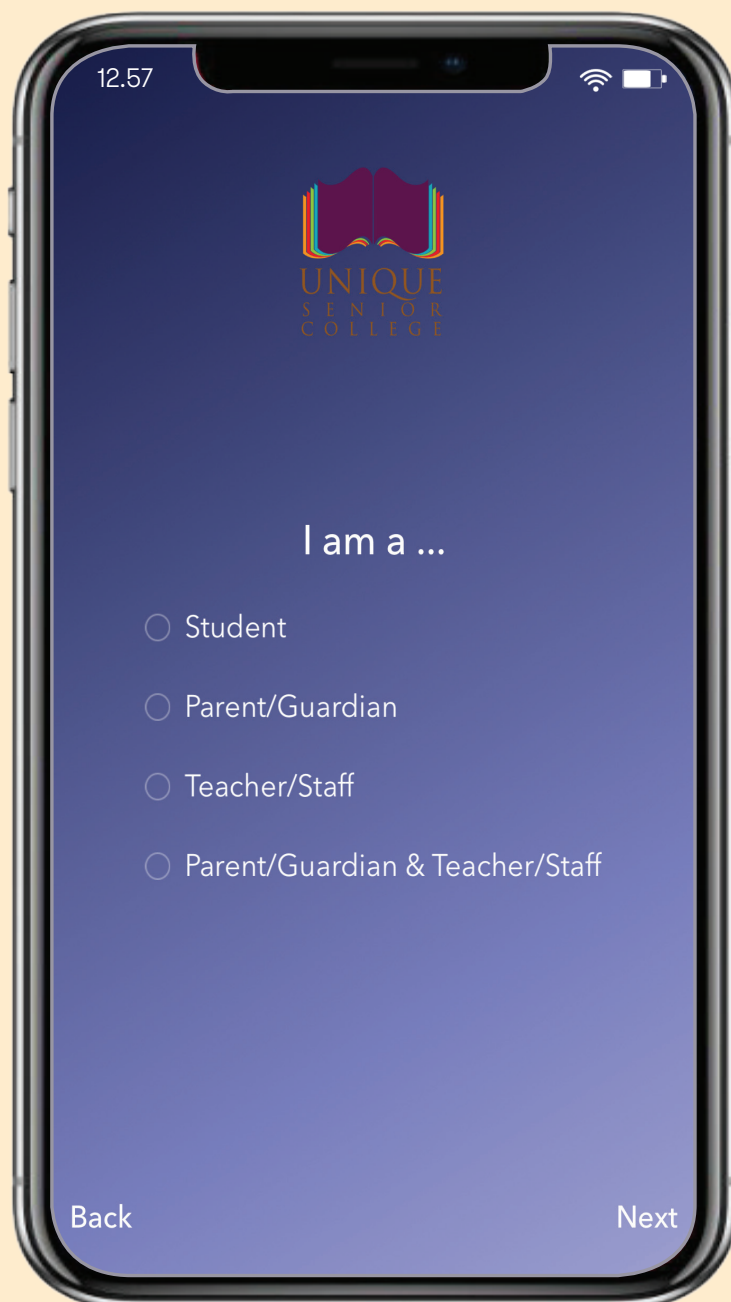 12.57
UNIQUE
SENIOR
COLLEGE
I am a ...
Student
Parent/Guardian
Teacher/Staff
Parent/Guardian & Teacher/Staff
Back
Next